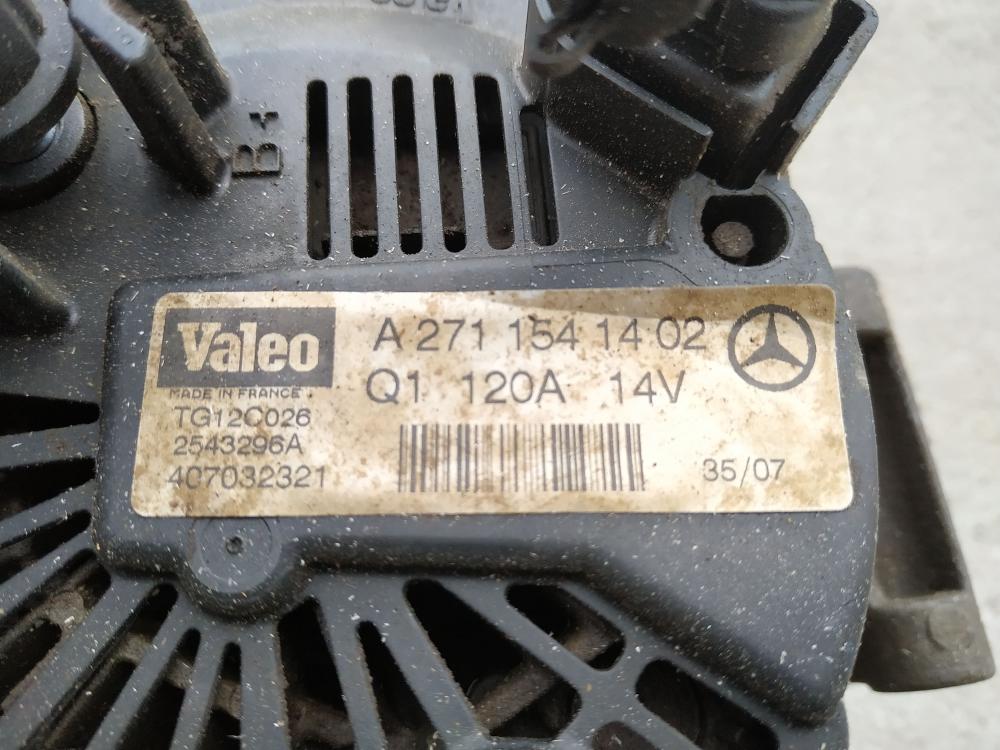 B+
Valeo
MADE IN FRANCE
A 271 154 14 02
Q1 120A 14V
TG12C026
2543296A
407032321
35/07